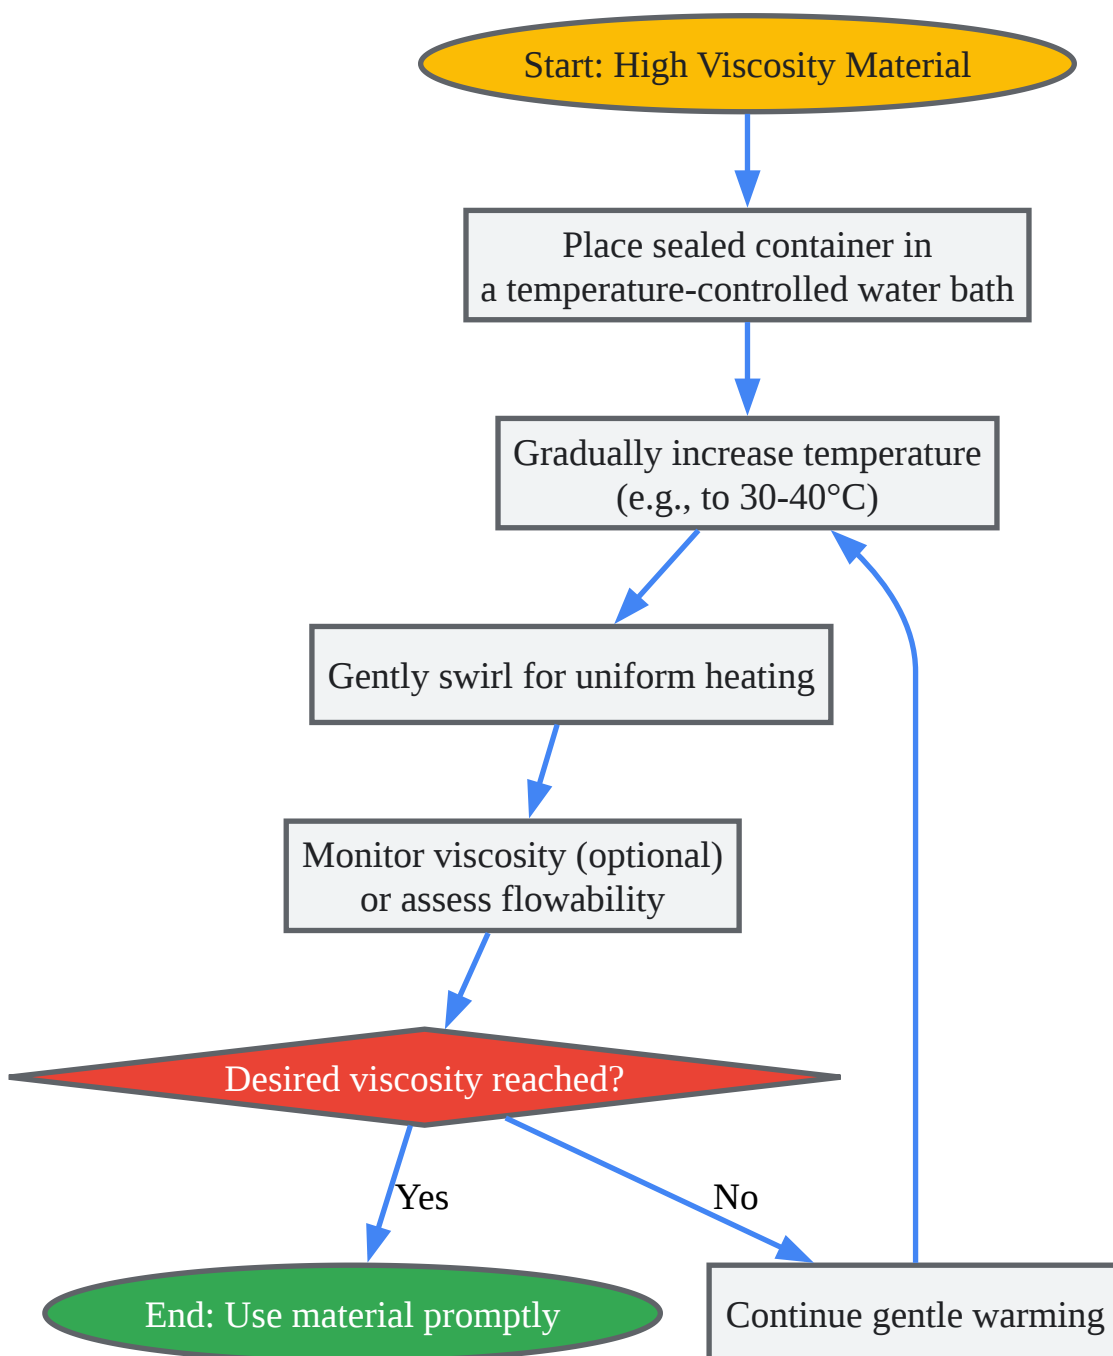 Start: High Viscosity Material
Place sealed container in
a temperature-controlled water bath
Gradually increase temperature
(e.g., to 30-40°C)
Gently swirl for uniform heating
Monitor viscosity (optional)
or assess flowability
Desired viscosity reached?
Yes
No
End: Use material promptly
Continue gentle warming